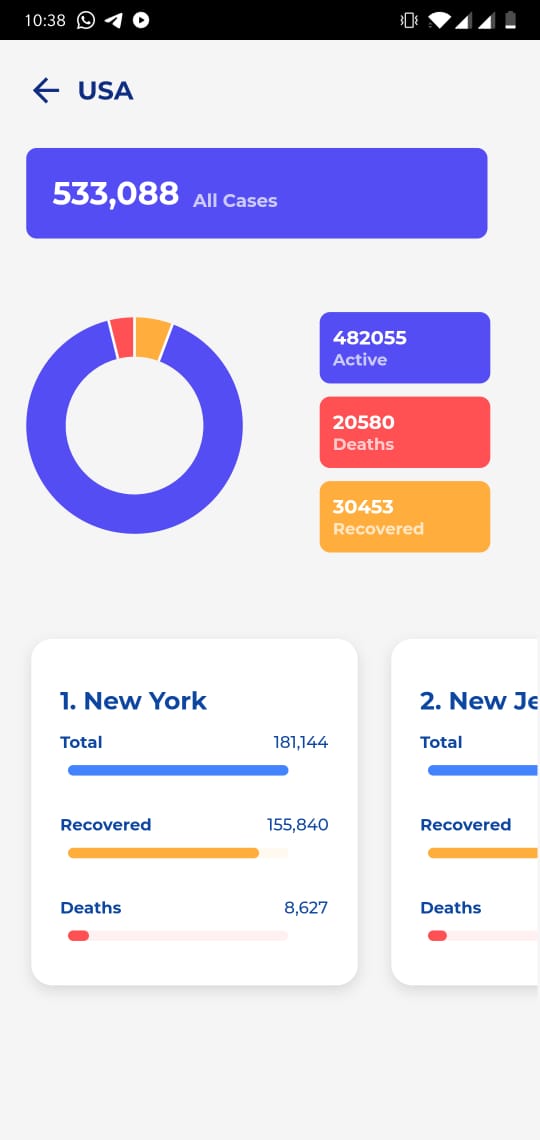 10:38
USA
533,088 All Cases
482055
Active
20580
Deaths
30453
Recovered
1. New York
Total 181,144
Recovered 155,840
Deaths 8,627
2. New Je
Total
Recovered
Deaths